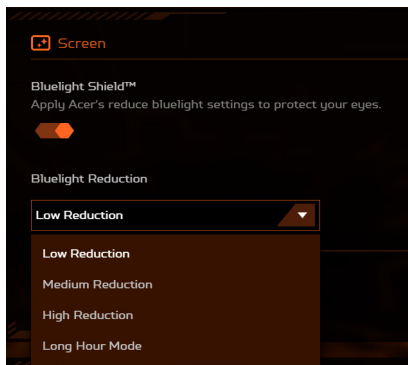 Screen
Bluelight Shield™
Apply Acer's reduce bluelight settings to protect your eyes.
Bluelight Reduction
Low Reduction
Low Reduction
Medium Reduction
High Reduction
Long Hour Mode